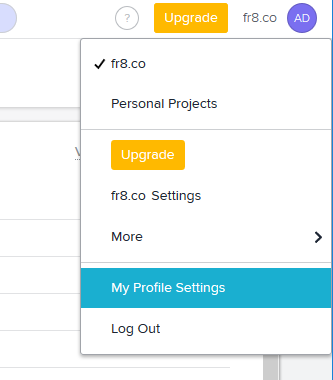 ? Upgrade fr8.co AD
fr8.co
Personal Projects
Upgrade
fr8.co Settings
More
My Profile Settings
Log Out